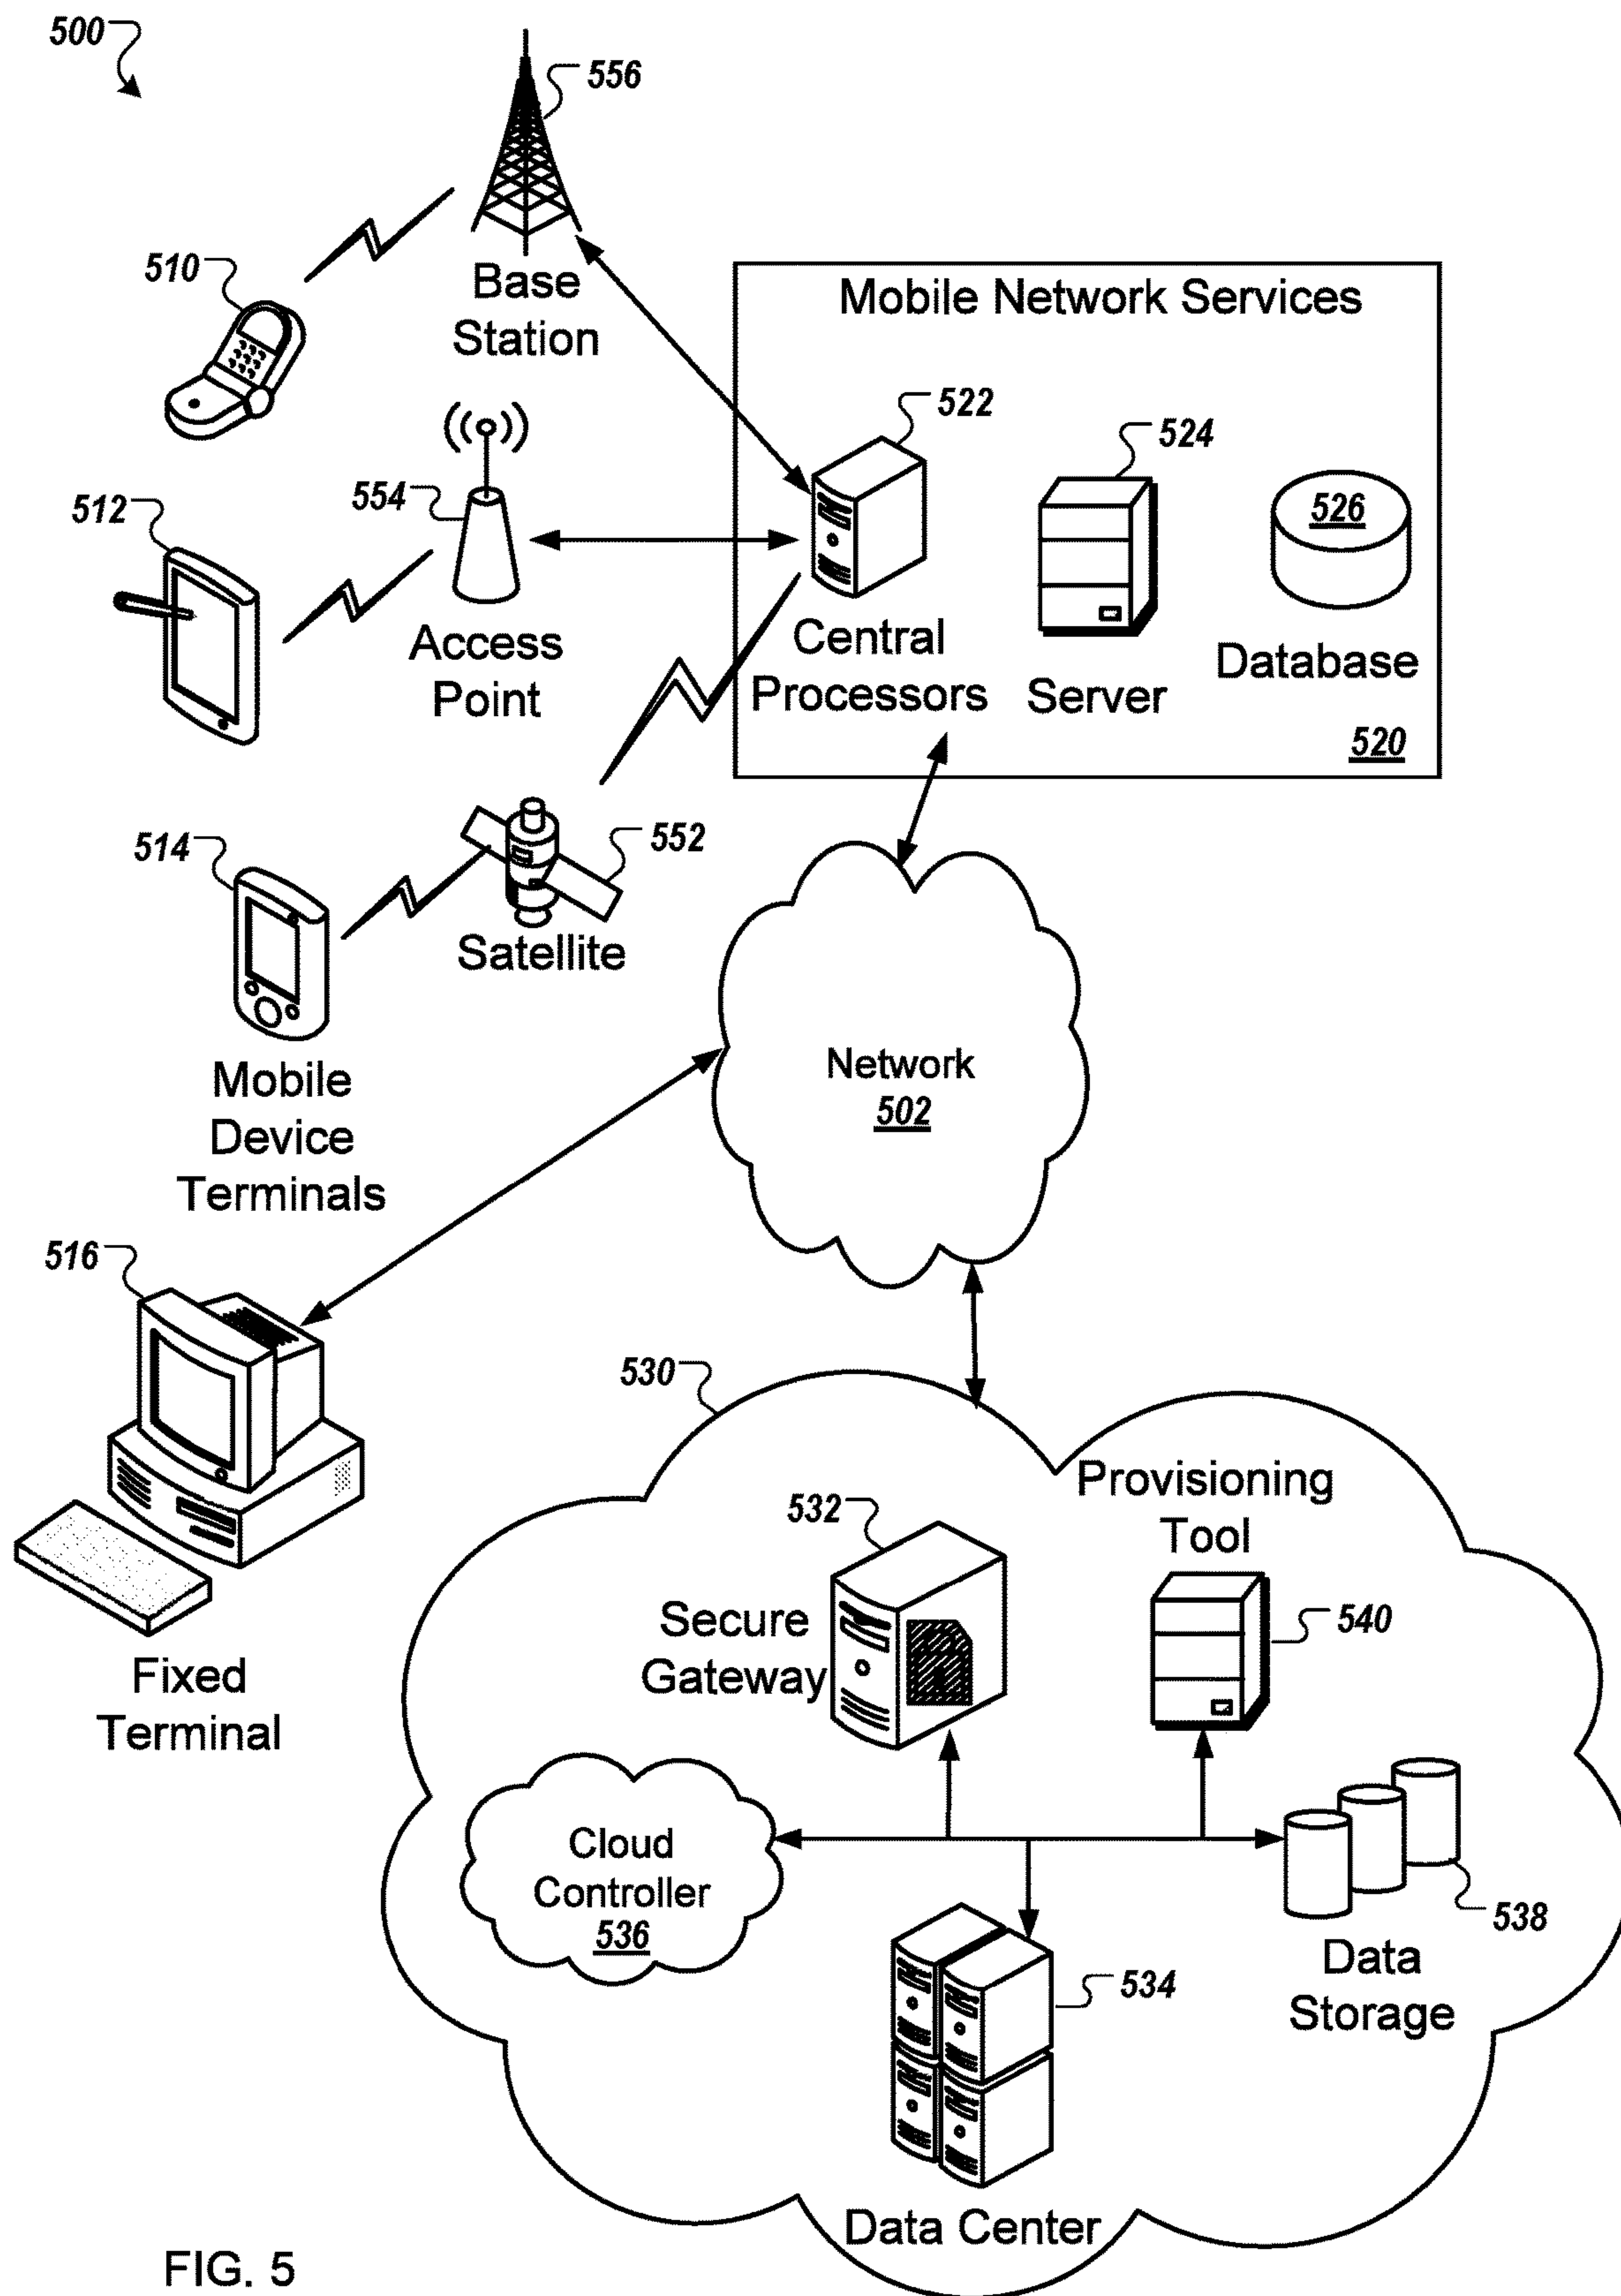 500
556
510
Base
Station
Mobile Network Services
522
524
526
512
554
Access
Point
Central
Processors
Server
Database
520
514
552
Satellite
Mobile
Device
Terminals
Network
502
516
530
Provisioning
Tool
532
Secure
Gateway
540
Fixed
Terminal
Cloud
Controller
536
538
Data
Storage
534
Data Center
FIG. 5